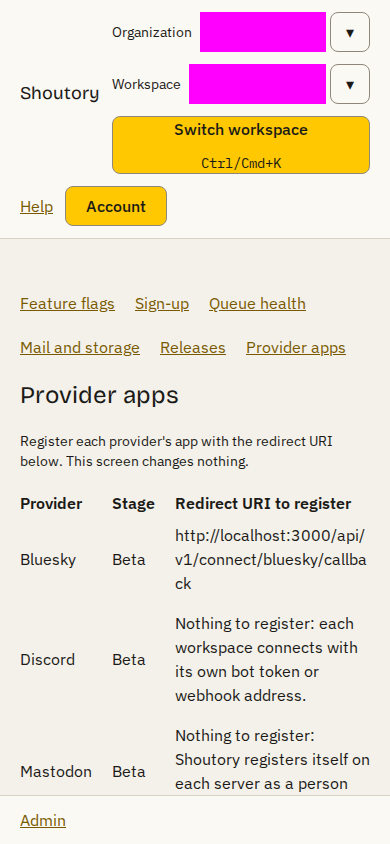 Organization
▼
Workspace
▼
Shoutory
Switch workspace
Ctrl/Cmd+K
Help
Account
Feature flags Sign-up Queue health
Mail and storage Releases Provider apps
Provider apps
Register each provider's app with the redirect URI
below. This screen changes nothing.
Provider Stage Redirect URI to register
http://localhost:3000/api/
Bluesky Beta v1/connect/bluesky/callba
ck
Nothing to register: each
workspace connects with
Discord Beta its own bot token or
webhook address.
Nothing to register:
Shoutory registers itself on
Mastodon Beta each server as a person
Admin